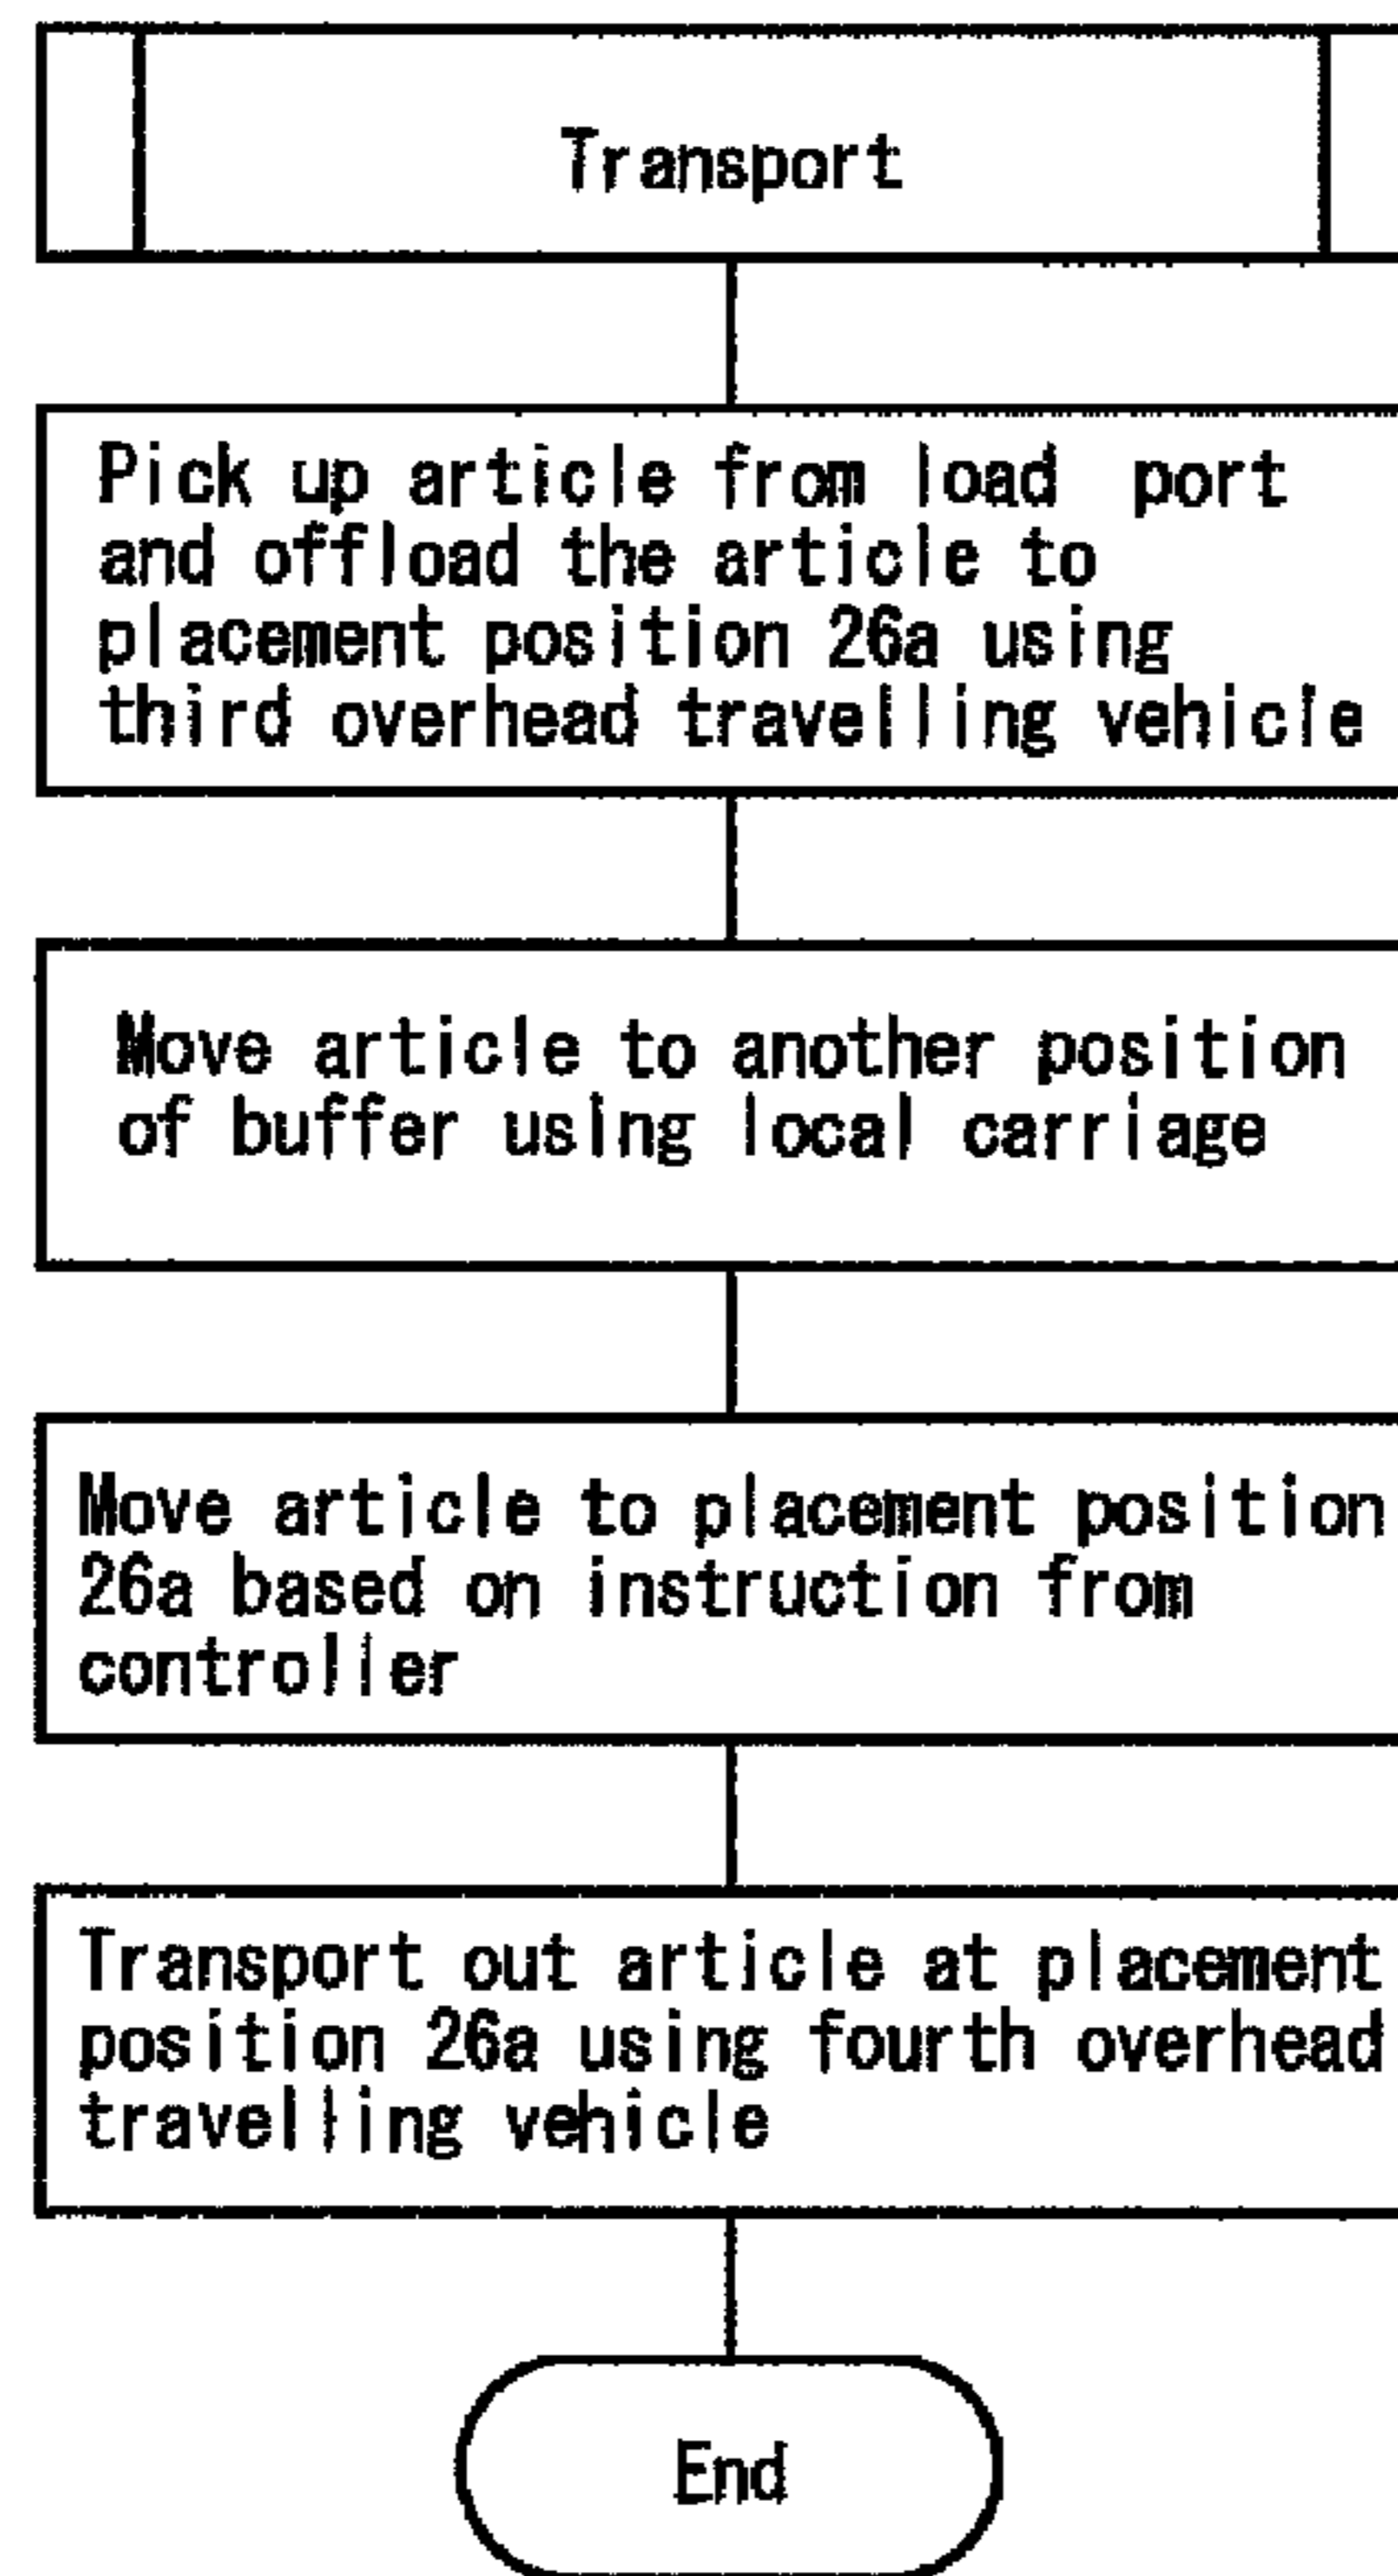 Transport
Pick up article from load port
and offload the article to
placement position 26a using
third overhead travelling vehicle
Move article to another position
of buffer using local carriage
Move article to placement position
26a based on instruction from
controller
Transport out article at placement
position 26a using fourth overhead
travelling vehicle
End